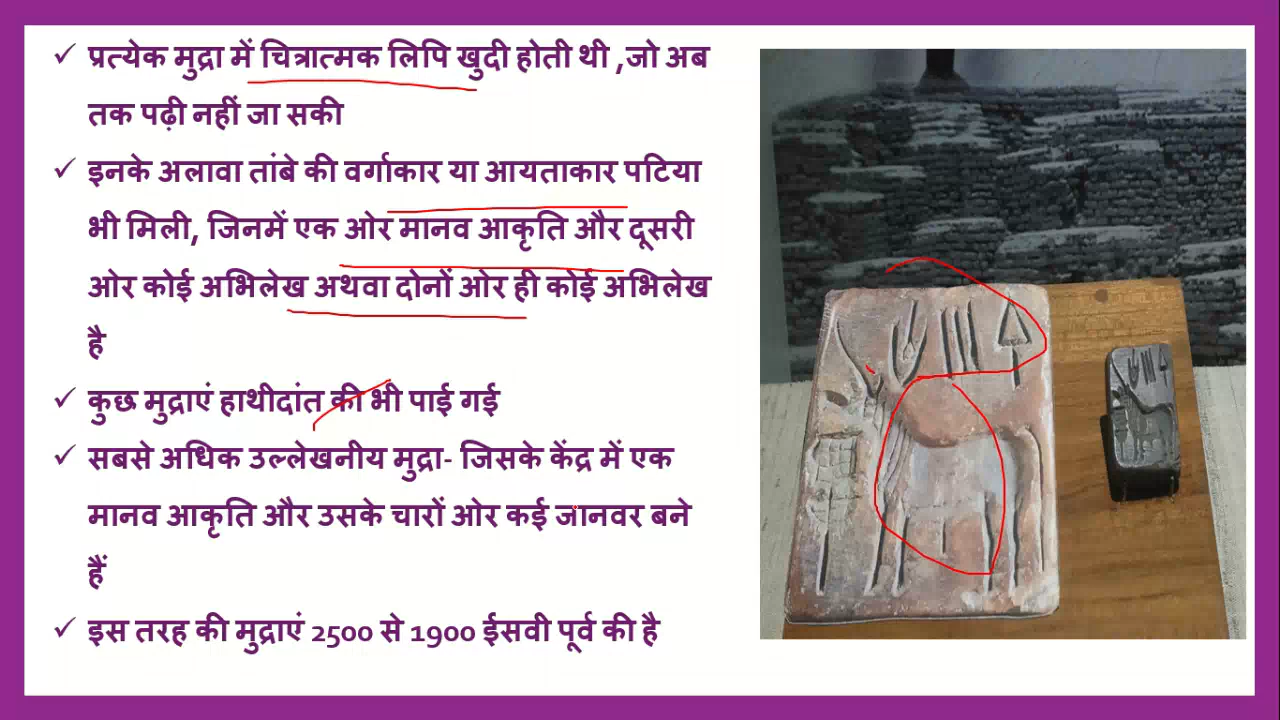 ✓ प्रत्येक मुद्रा में चित्रात्मक लिपि खुदी होती थी ,जो अब
तक पढ़ी नहीं जा सकी
✓ इनके अलावा तांबे की वर्गाकार या आयताकार पटिया
भी मिली, जिनमें एक ओर मानव आकृति और दूसरी
ओर कोई अभिलेख अथवा दोनों ओर ही कोई अभिलेख
है
✓ कुछ मुद्राएं हाथीदांत की भी पाई गई
✓ सबसे अधिक उल्लेखनीय मुद्रा- जिसके केंद्र में एक
मानव आकृति और उसके चारों ओर कई जानवर बने
हैं
✓ इस तरह की मुद्राएं 2500 से 1900 ईसवी पूर्व की है